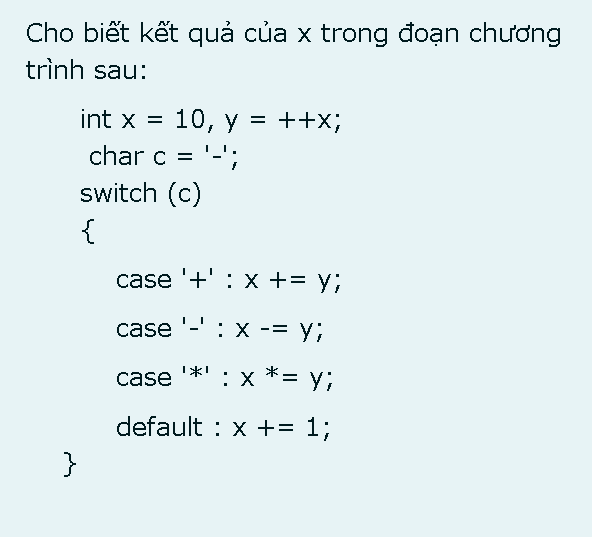 Cho biết kết quả của x trong đoạn chương
trình sau:
int x = 10, y = ++x;
char c = '-';
switch (c)
{
case '+' : x += y;
case '-' : x -= y;
case '*' : x *= y;
default : x += 1;
}